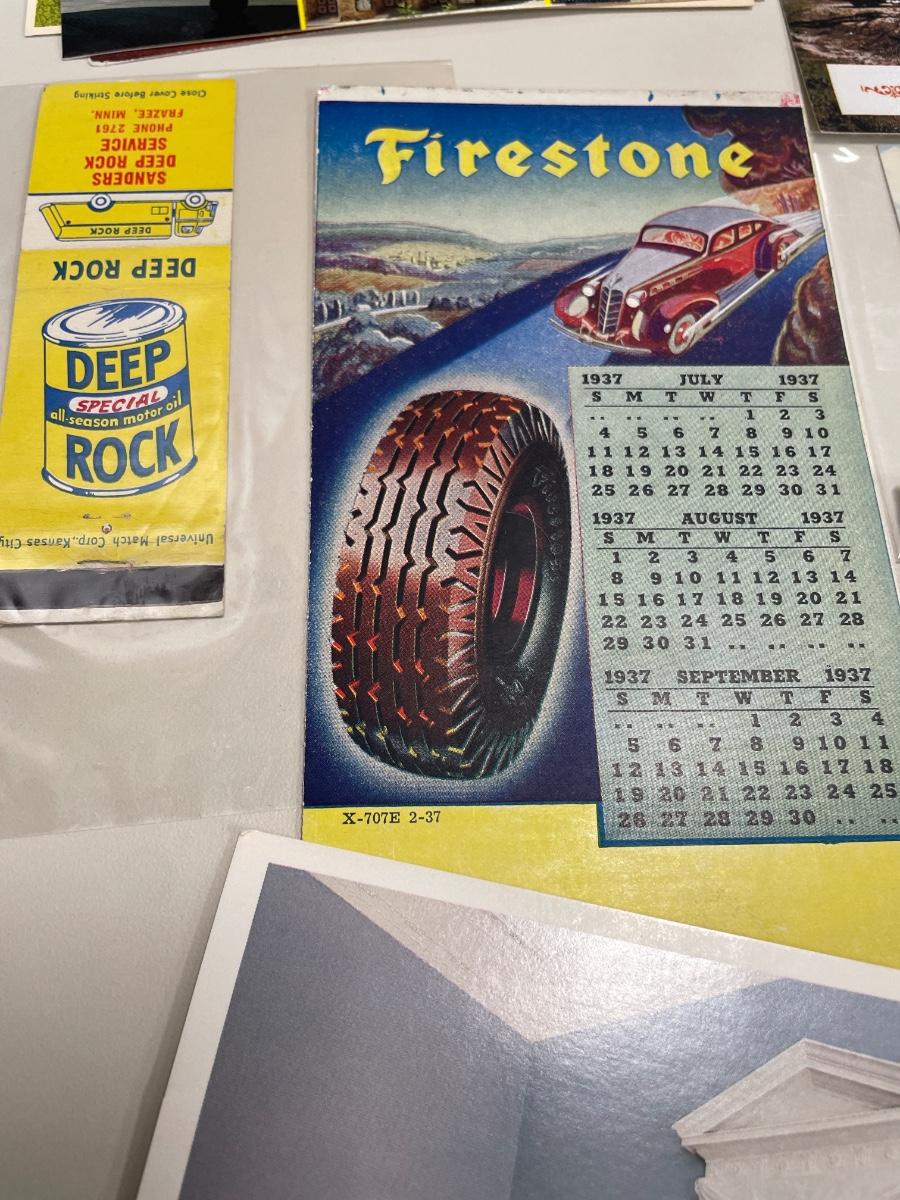 Close Cover Before Striking
SANDERS
DEEP ROCK
SERVICE
PHONE 2761
FRAZEE, MINN.
DEEP ROCK
DEEP ROCK
DEEP
SPECIAL
all-season motor oil
ROCK
Universal Match Corp., Kansas City
Firestone
1937 JULY 1937
S M T W T F S
.. .. .. .. 1 2 3
4 5 6 7 8 9 10
11 12 13 14 15 16 17
18 19 20 21 22 23 24
25 26 27 28 29 30 31
1937 AUGUST 1937
S M T W T F S
1 2 3 4 5 6 7
8 9 10 11 12 13 14
15 16 17 18 19 20 21
22 23 24 25 26 27 28
29 30 31 .. .. .. ..
1937 SEPTEMBER 1937
S M T W T F S
.. .. .. 1 2 3 4
5 6 7 8 9 10 11
12 13 14 15 16 17 18
19 20 21 22 23 24 25
26 27 28 29 30 .. ..
X-707E 2-37